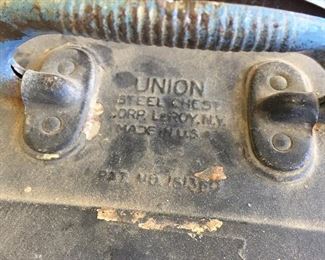 UNION
STEEL CHEST
CORP. LEROY, N.Y.
MADE IN U.S.
PAT. NO.